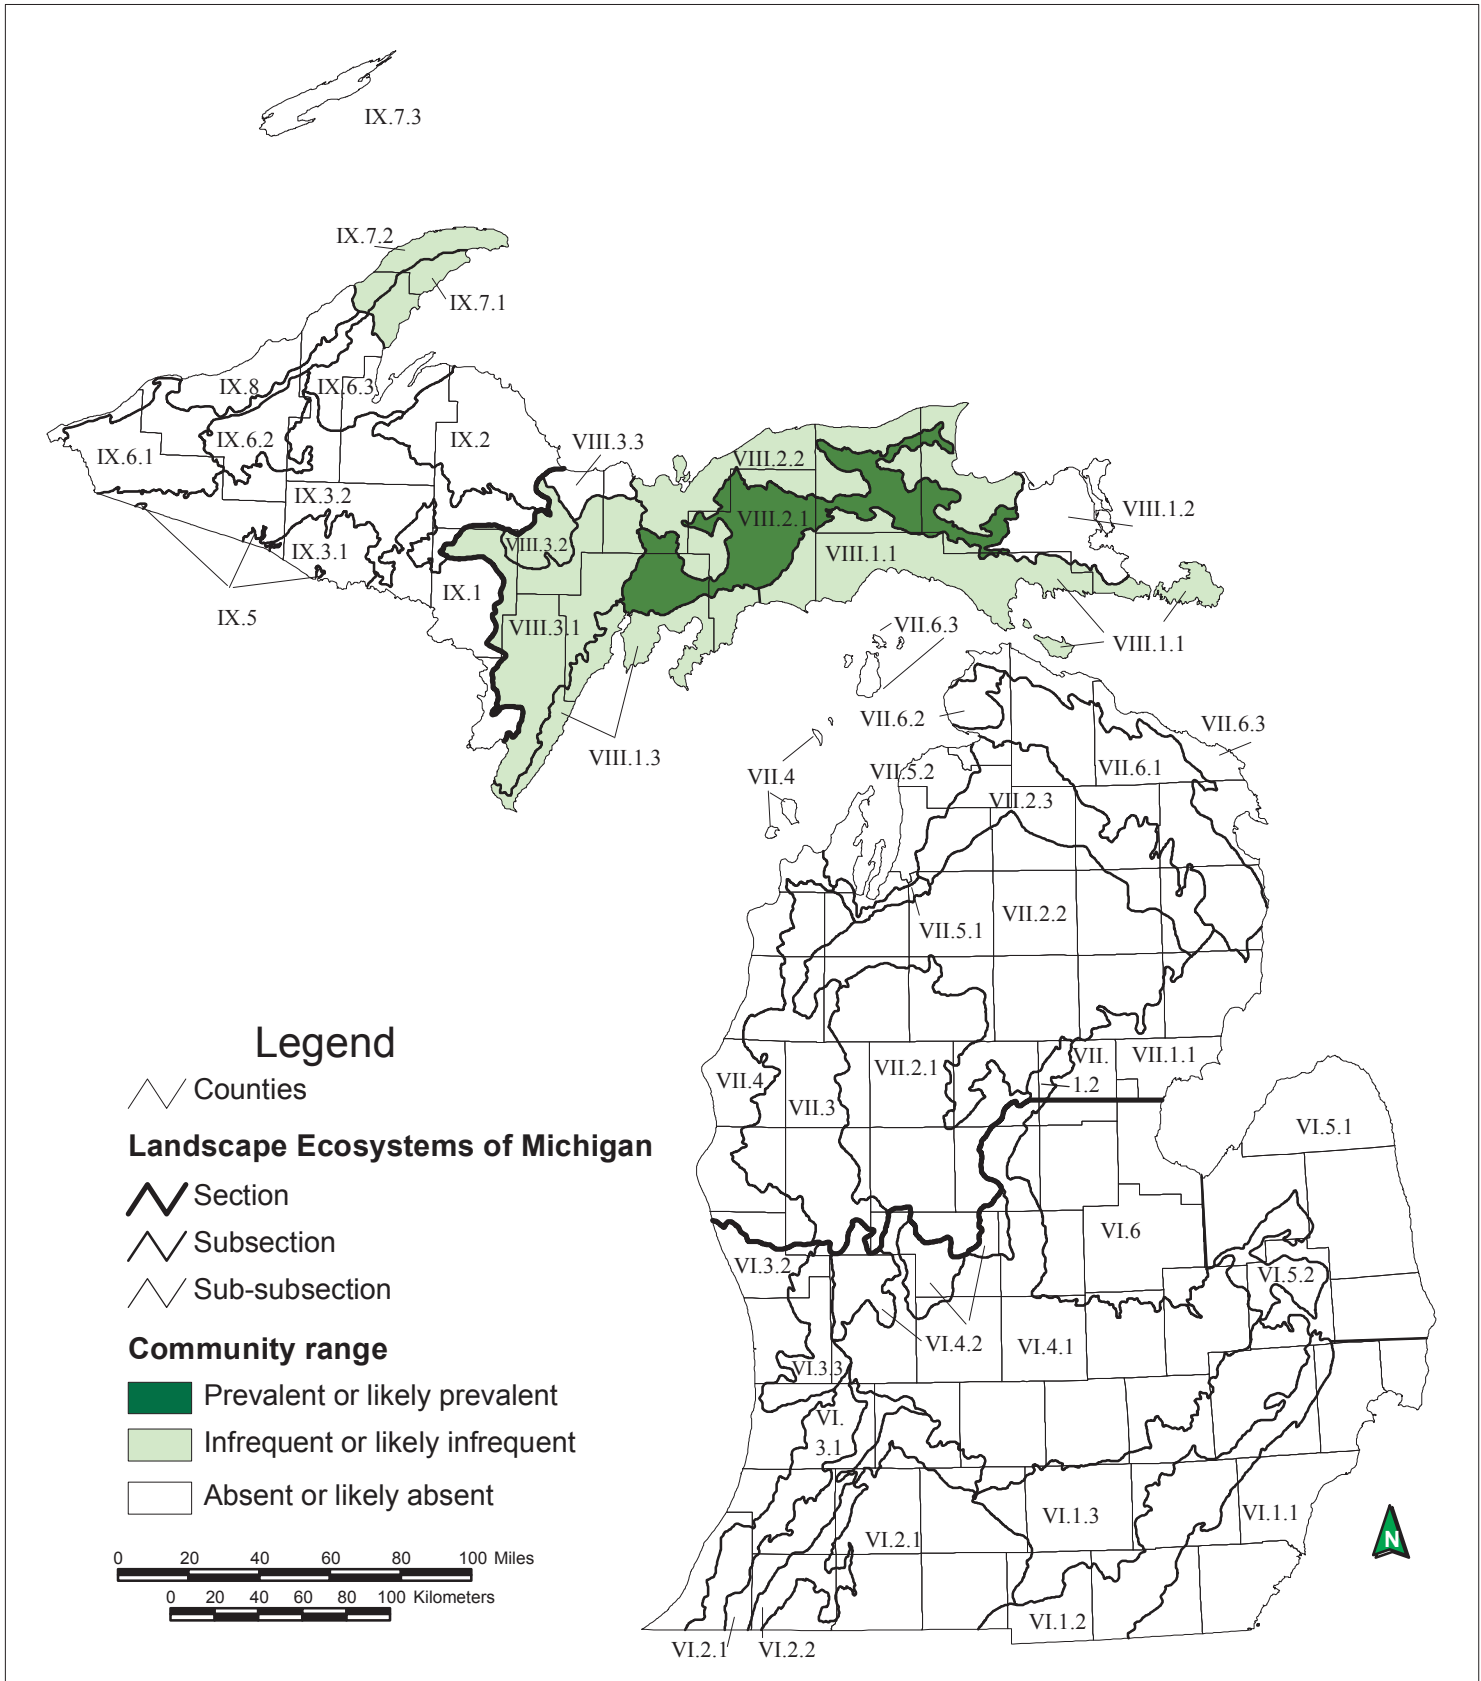 IX.7.3
IX.7.2
IX.7.1
IX.8
IX.6.3
IX.6.2
IX.2
IX.6.1
VIII.3.3
VIII.2.2
IX.3.2
VIII.1.2
VIII.2.1
IX.3.1
VIII.3.2
VIII.1.1
IX.1
IX.5
VIII.3.1
VII.6.3
VIII.1.1
VII.6.2
VII.6.3
VIII.1.3
VII.4
VII.5.2
VII.6.1
VII.2.3
VII.5.1
VII.2.2
VII.4
VII.3
VII.2.1
VII.
1.2
VII.1.1
VI.5.1
VI.6
VI.3.2
VI.5.2
VI.4.2
VI.4.1
VI.3.3
VI.
3.1
VI.1.3
VI.1.1
VI.2.1
VI.1.2
VI.2.1
VI.2.2
Legend
Counties
Landscape Ecosystems of Michigan
Section
Subsection
Sub-subsection
Community range
Prevalent or likely prevalent
Infrequent or likely infrequent
Absent or likely absent
0 20 40 60 80 100 Miles
0 20 40 60 80 100 Kilometers
N